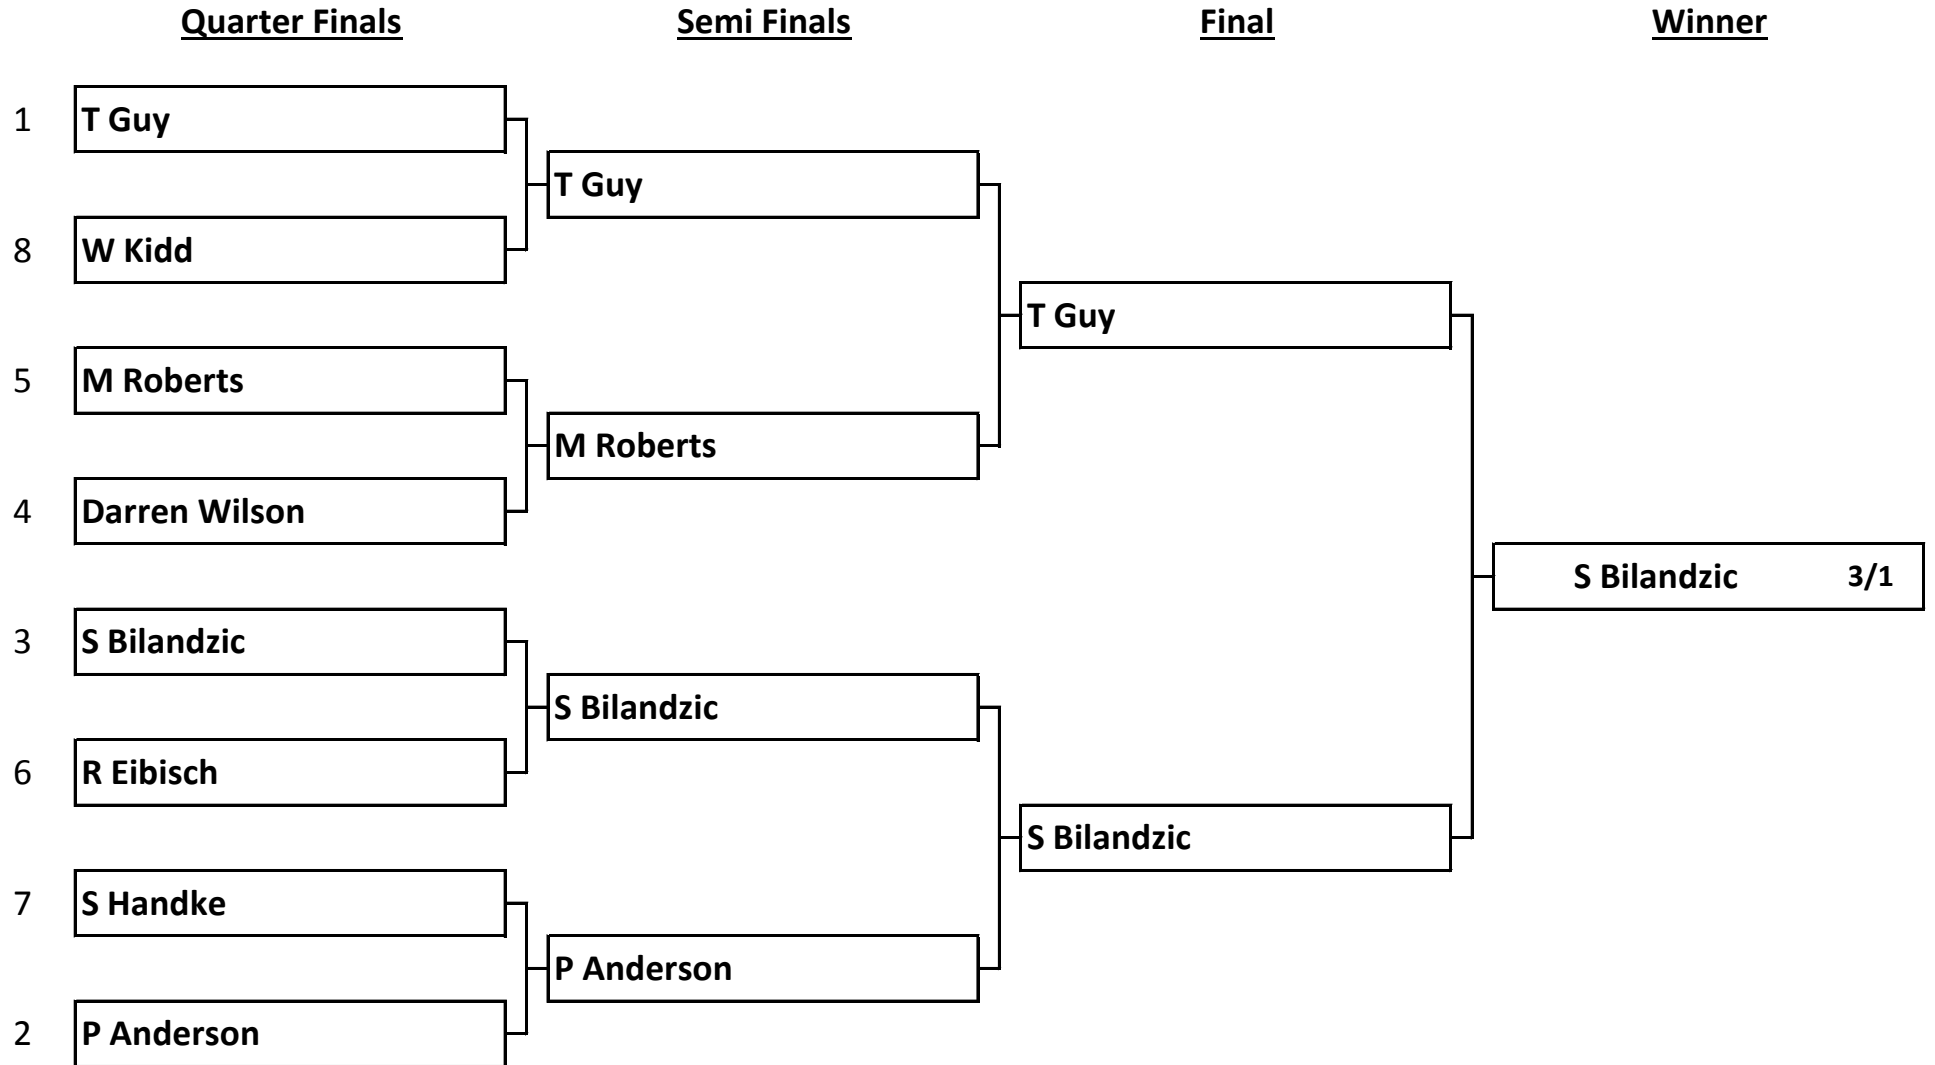 Quarter Finals Semi Finals Final Winner
1 T Guy
T Guy
8 W Kidd
T Guy
5 M Roberts
M Roberts
4 Darren Wilson
S Bilandzic 3/1
3 S Bilandzic
S Bilandzic
6 R Eibisch
S Bilandzic
7 S Handke
P Anderson
2 P Anderson